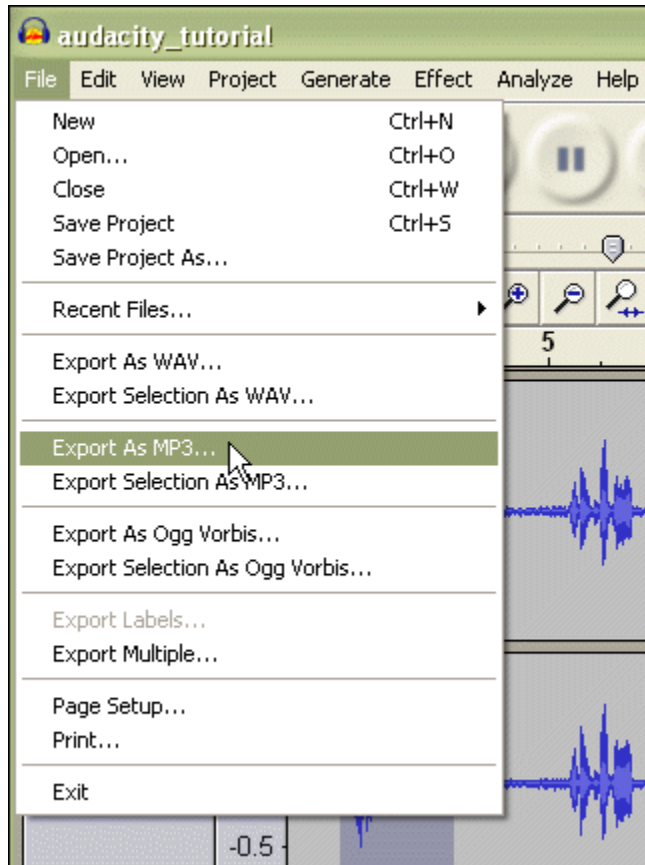 audacity_tutorial
File Edit View Project Generate Effect Analyze Help
New Ctrl+N
Open... Ctrl+O
Close Ctrl+W
Save Project Ctrl+S
Save Project As...
Recent Files...
Export As WAV...
Export Selection As WAV...
5
Export As MP3...
Export Selection As MP3...
Export As Ogg Vorbis...
Export Selection As Ogg Vorbis...
Export Labels...
Export Multiple...
Page Setup...
Print...
Exit
-0.5